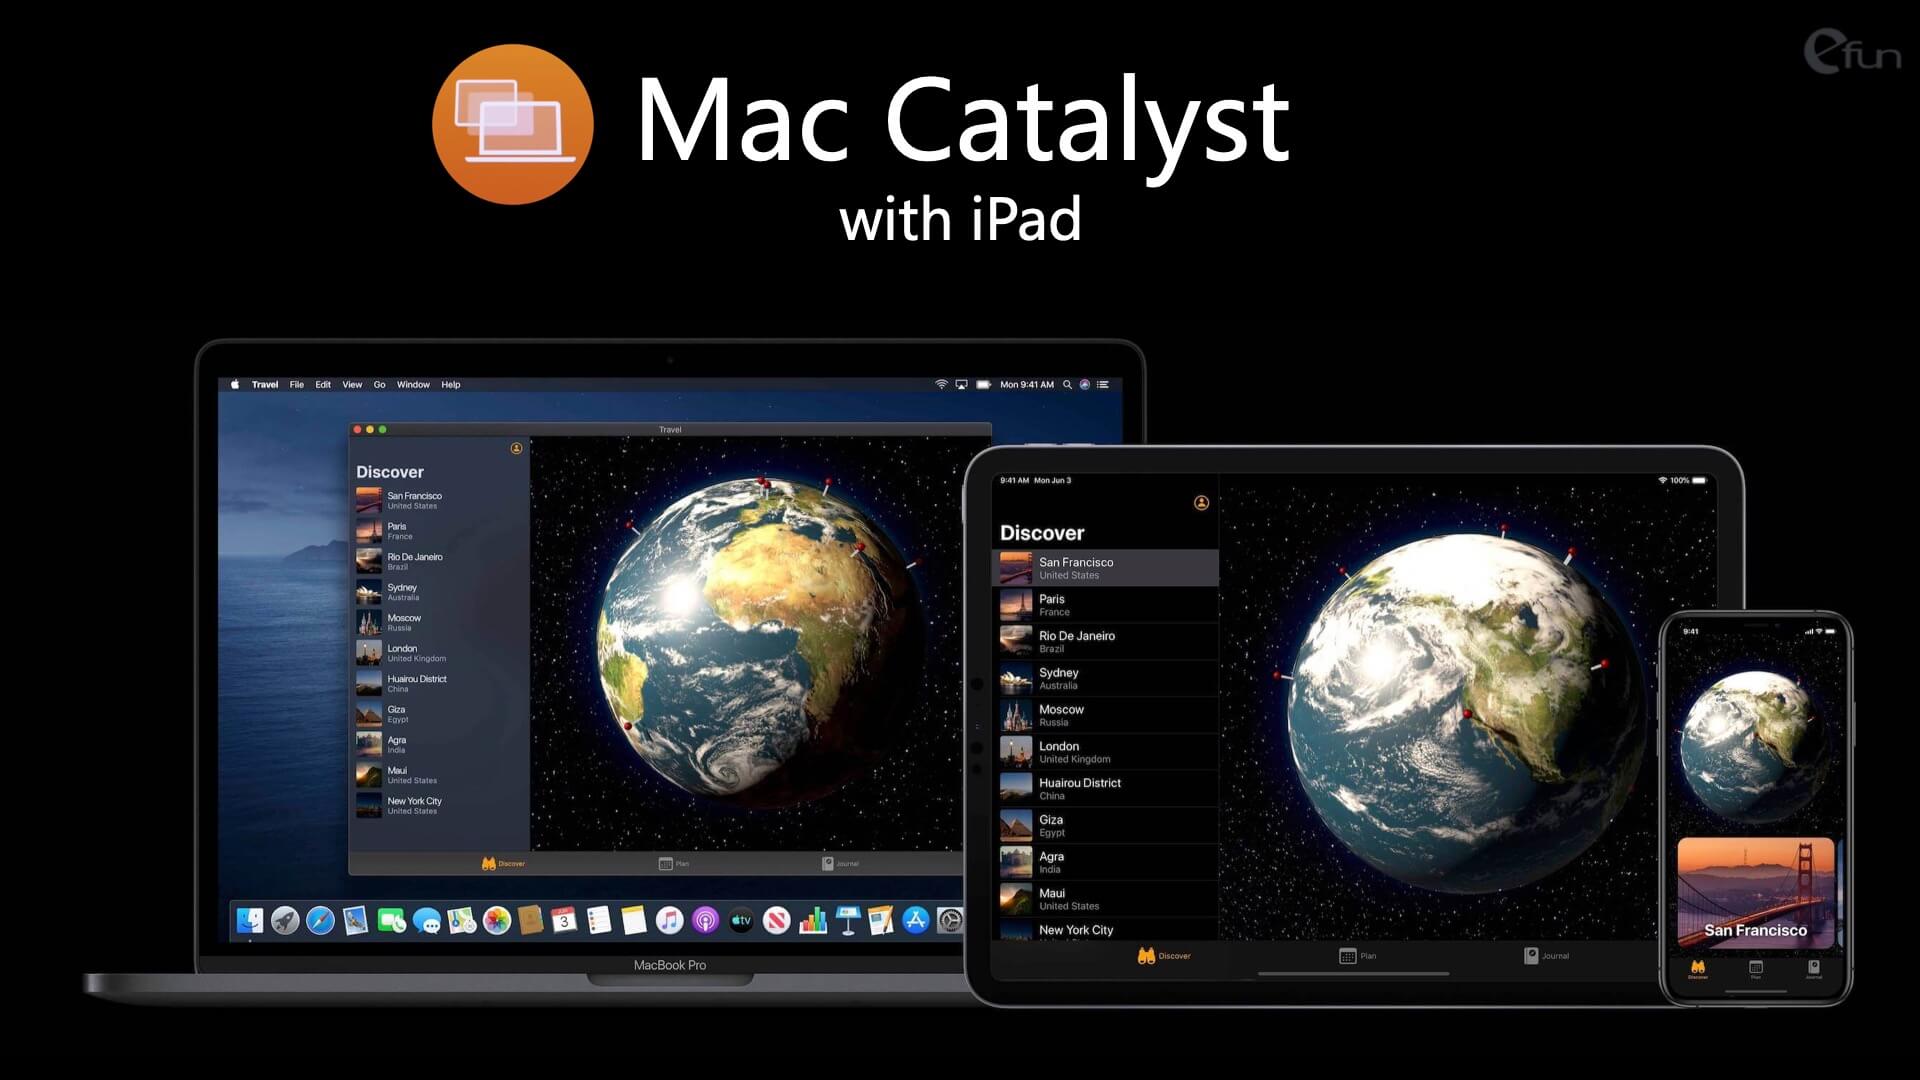 efun
Mac Catalyst
with iPad
Travel File Edit View Go Window Help
Mon 9:41 AM
Travel
Discover
San Francisco
United States
Paris
France
Rio De Janeiro
Brazil
Sydney
Australia
Moscow
Russia
London
United Kingdom
Huairou District
China
Giza
Egypt
Agra
India
Maui
United States
New York City
United States
Discover Plan Journal
3
tv
MacBook Pro
9:41 AM Mon Jun 3
100%
Discover
San Francisco
United States
Paris
France
Rio De Janeiro
Brazil
Sydney
Australia
Moscow
Russia
London
United Kingdom
Huairou District
China
Giza
Egypt
Agra
India
Maui
United States
New York City
Discover Plan Journal
9:41
San Francisco
Discover Plan Journal